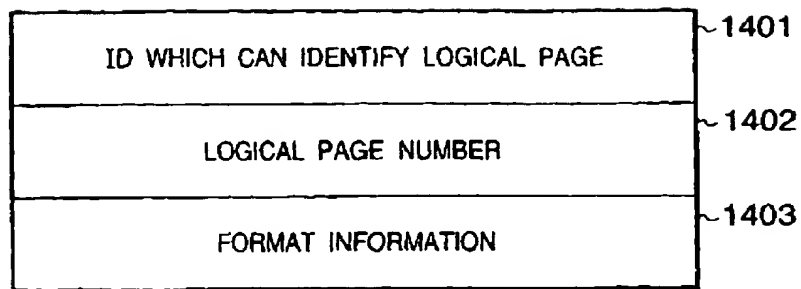 ID WHICH CAN IDENTIFY LOGICAL PAGE
1401
LOGICAL PAGE NUMBER
1402
FORMAT INFORMATION
1403